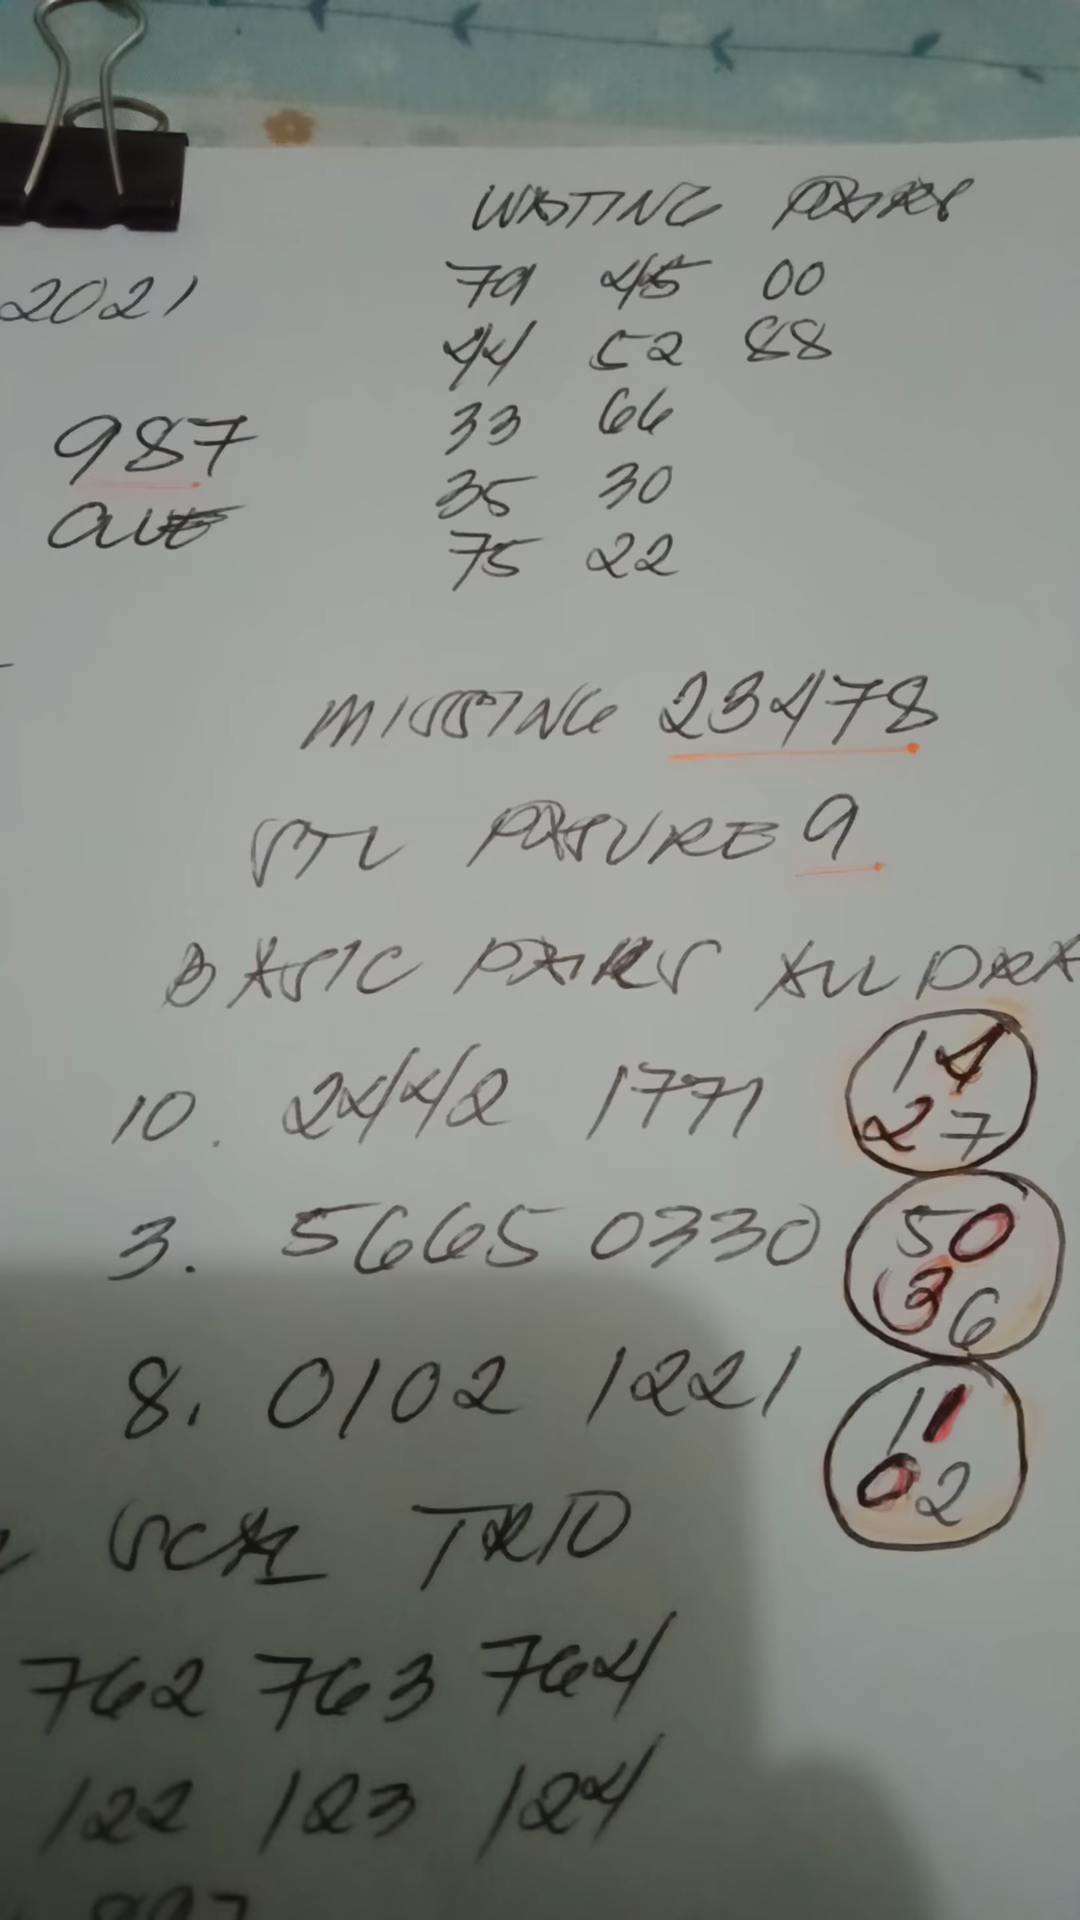 WAITING PAIRS
79 45 00
2021
44 52 88
33 66
987
35 30
75 22
MISSING 23478
STL 9
BASIC PAIRS ALL DRA
10. 2442 1771
14
27
3. 5665 0330
50
36
8. 0102 1221
11
02
TRIO
762 763 764
122 123 124